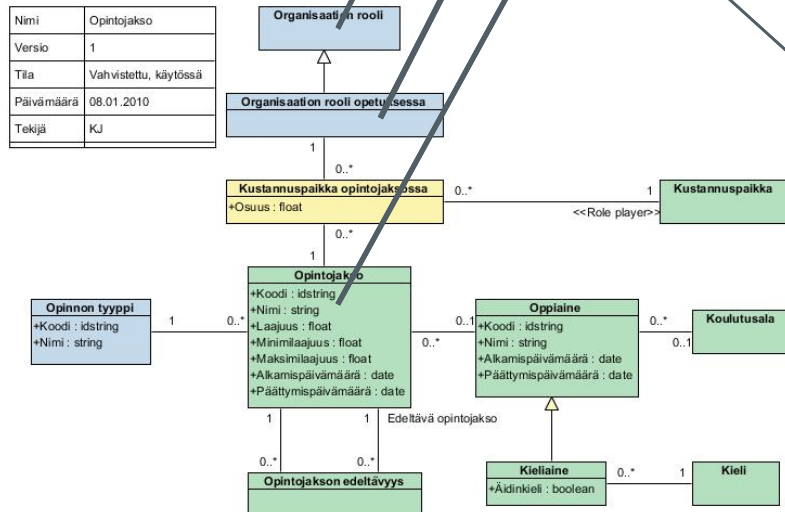 Nimi Opintojakso
Versio 1
Tila Vahvistettu, käytössä
Päivämäärä 08.01.2010
Tekijä KJ
Organisaation rooli
Organisaation rooli opetuksessa
1
0..*
Kustannuspaikka opintojaksossa
+Osuus : float
0..* 1
<<Role player>>
Kustannuspaikka
0..*
1
Opintojakso
+Koodi : idstring
+Nimi : string
+Laajuus : float
+Minimilaajuus : float
+Maksimilaajuus : float
+Alkamispäivämäärä : date
+Päättymispäivämäärä : date
Opinnon tyyppi
+Koodi : idstring
+Nimi : string
1 0..*
0..1
0..*
Oppiaine
+Koodi : idstring
+Nimi : string
+Alkamispäivämäärä : date
+Päättymispäivämäärä : date
0..*
0..1
Koulutusala
1 1 Edeltävä opintojakso
0..* 0..*
Opintojakson edeltävyys
Kieliaine
+Äidinkieli : boolean
0..* 1
Kieli